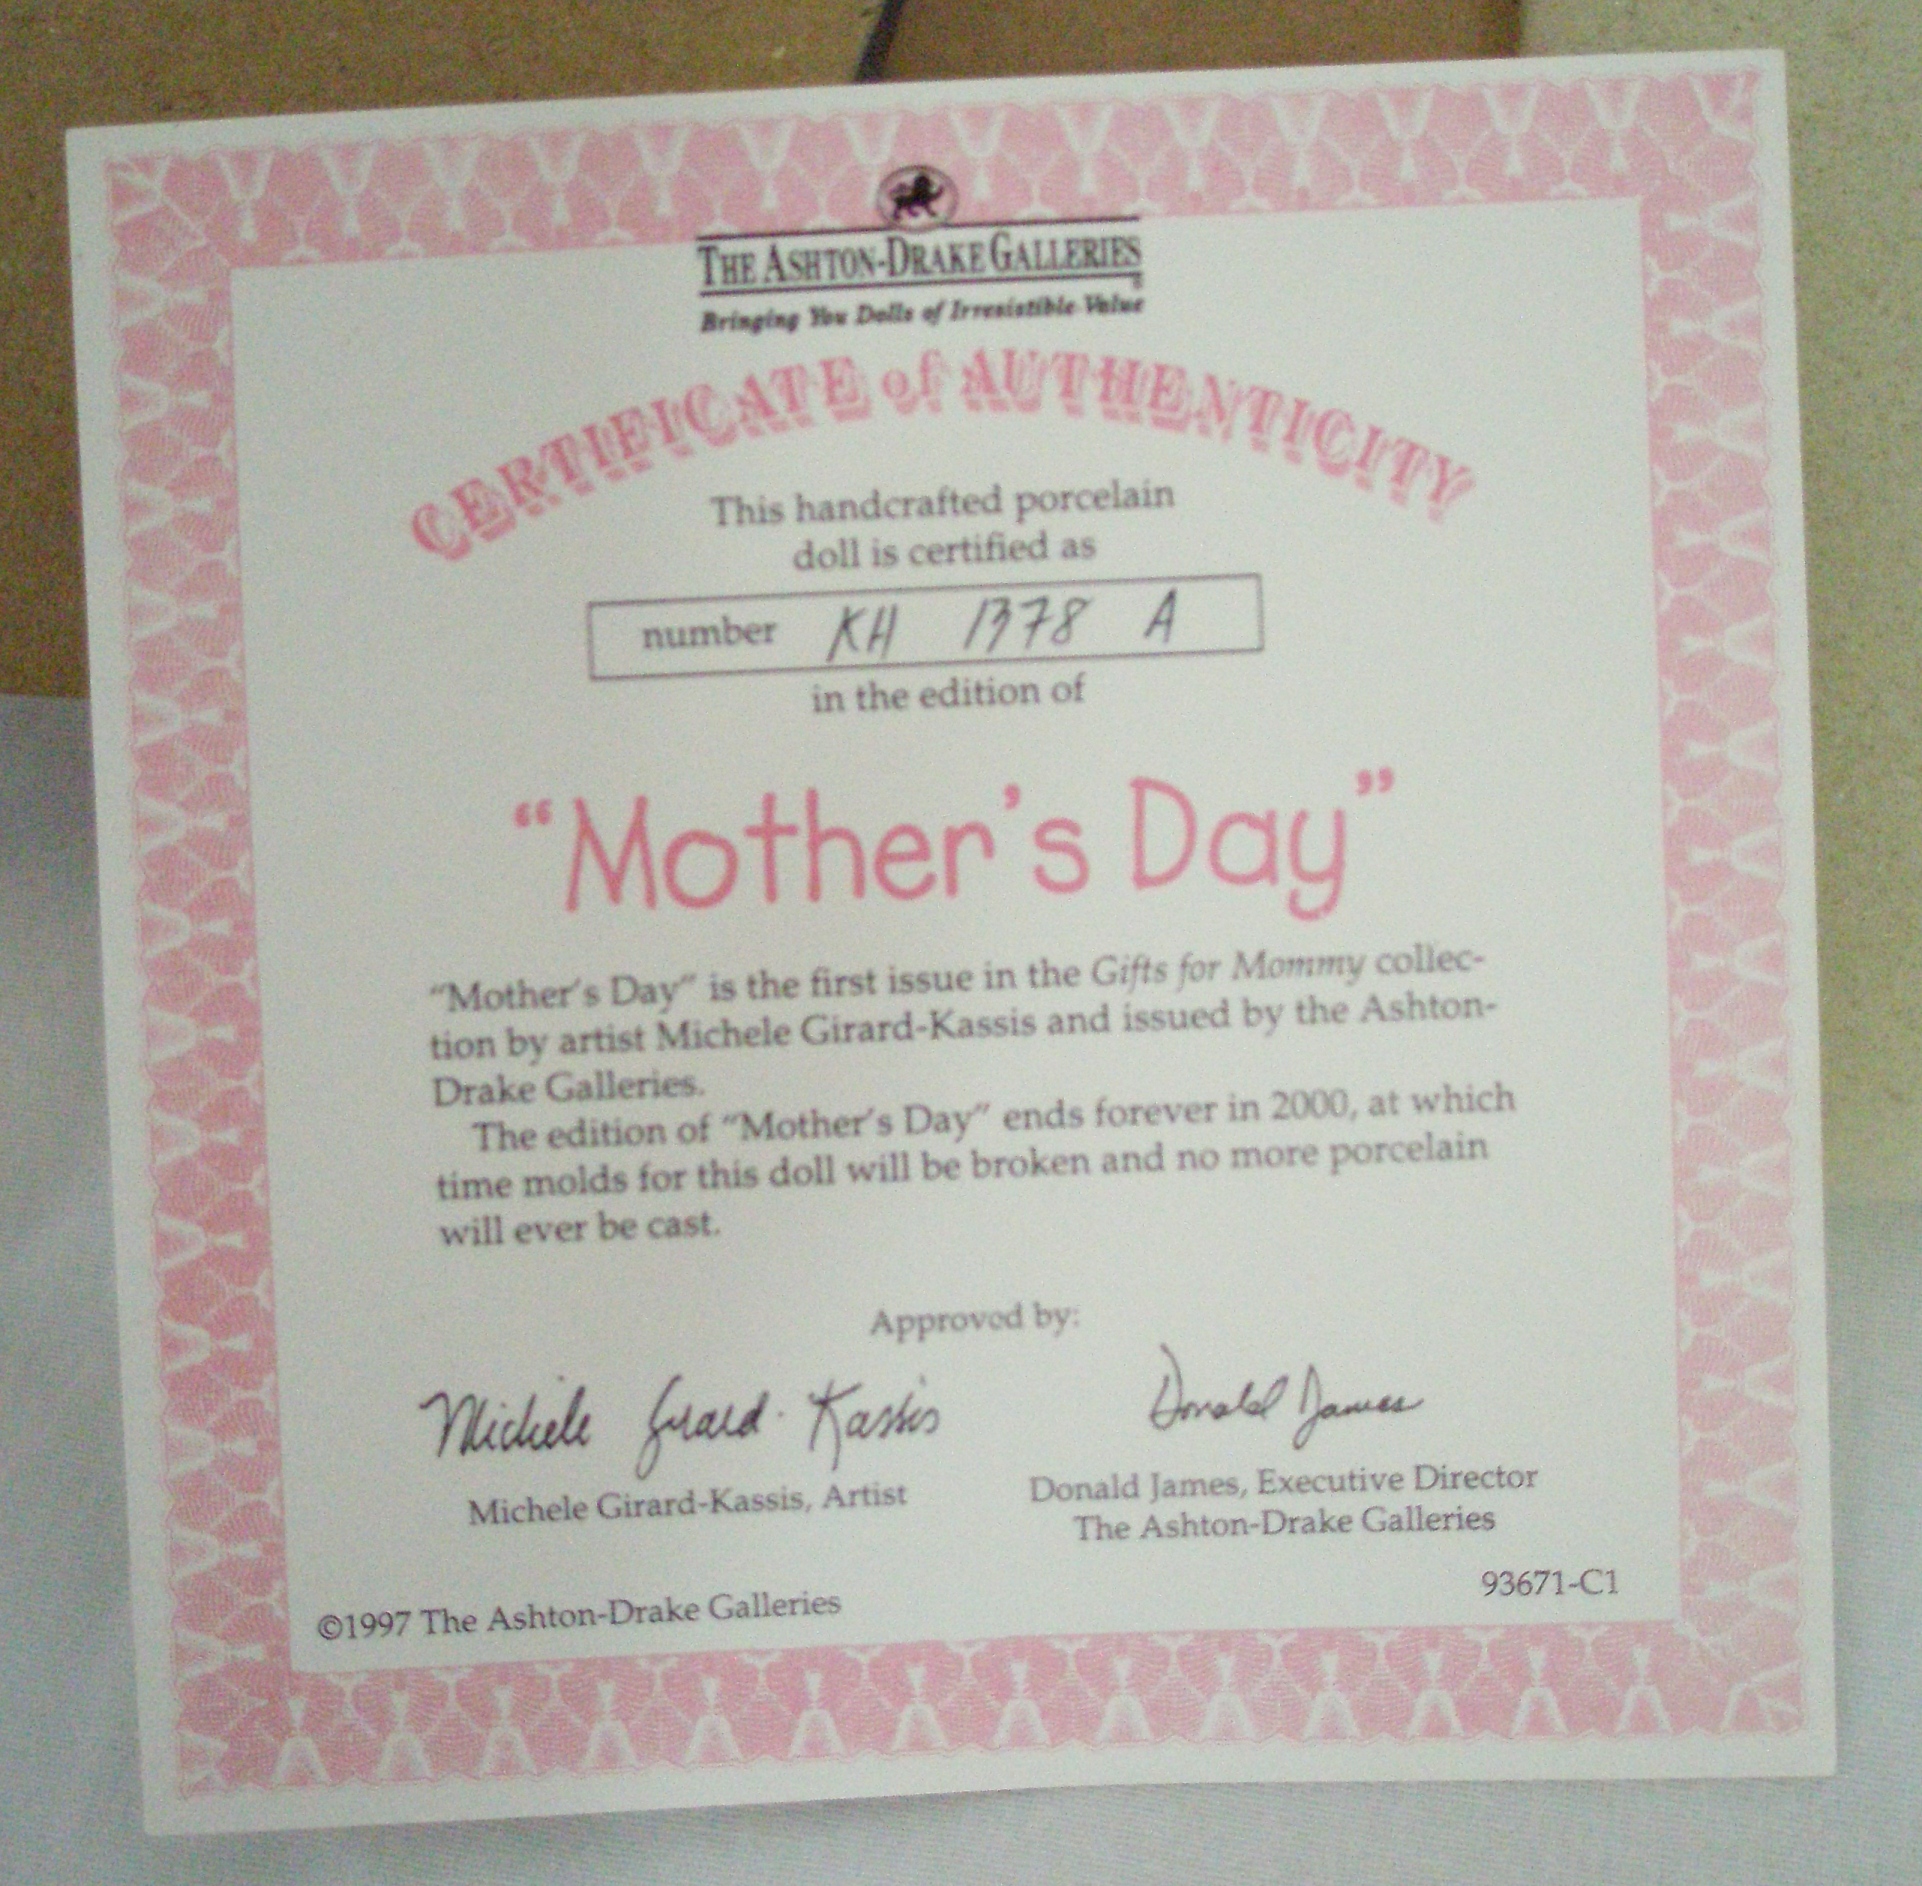 THE ASHTON-DRAKE GALLERIES
Bringing You Dolls of Irresistible Value
CERTIFICATE of AUTHENTICITY
This handcrafted porcelain
doll is certified as
number KH 1378 A
in the edition of
“Mother’s Day”
“Mother’s Day” is the first issue in the Gifts for Mommy collec-
tion by artist Michele Girard-Kassis and issued by the Ashton-
Drake Galleries.
The edition of “Mother’s Day” ends forever in 2000, at which
time molds for this doll will be broken and no more porcelain
will ever be cast.
Approved by:
Michele Girard-Kassis Donald James
Michele Girard-Kassis, Artist
Donald James, Executive Director
The Ashton-Drake Galleries
93671-C1
©1997 The Ashton-Drake Galleries